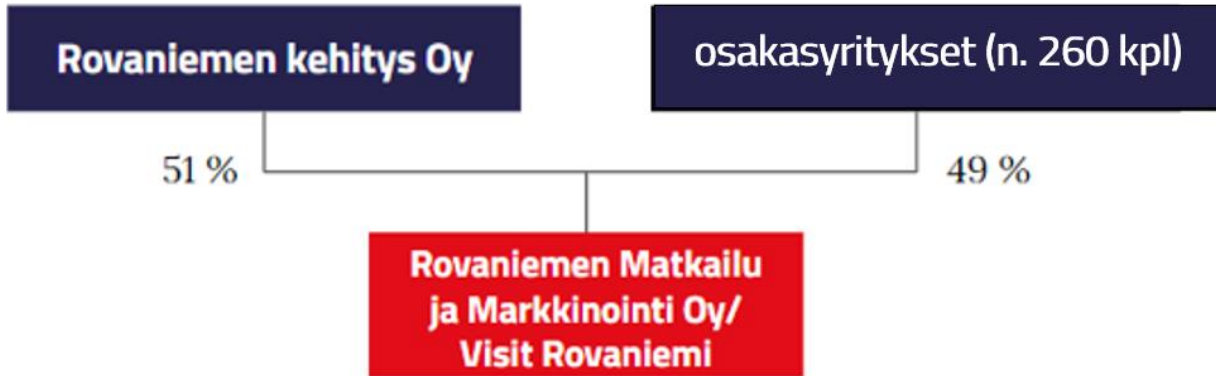 Rovaniemen kehitys Oy
osakasyritykset (n. 260 kpl)
51 %
49 %
Rovaniemen Matkailu
ja Markkinointi Oy/
Visit Rovaniemi